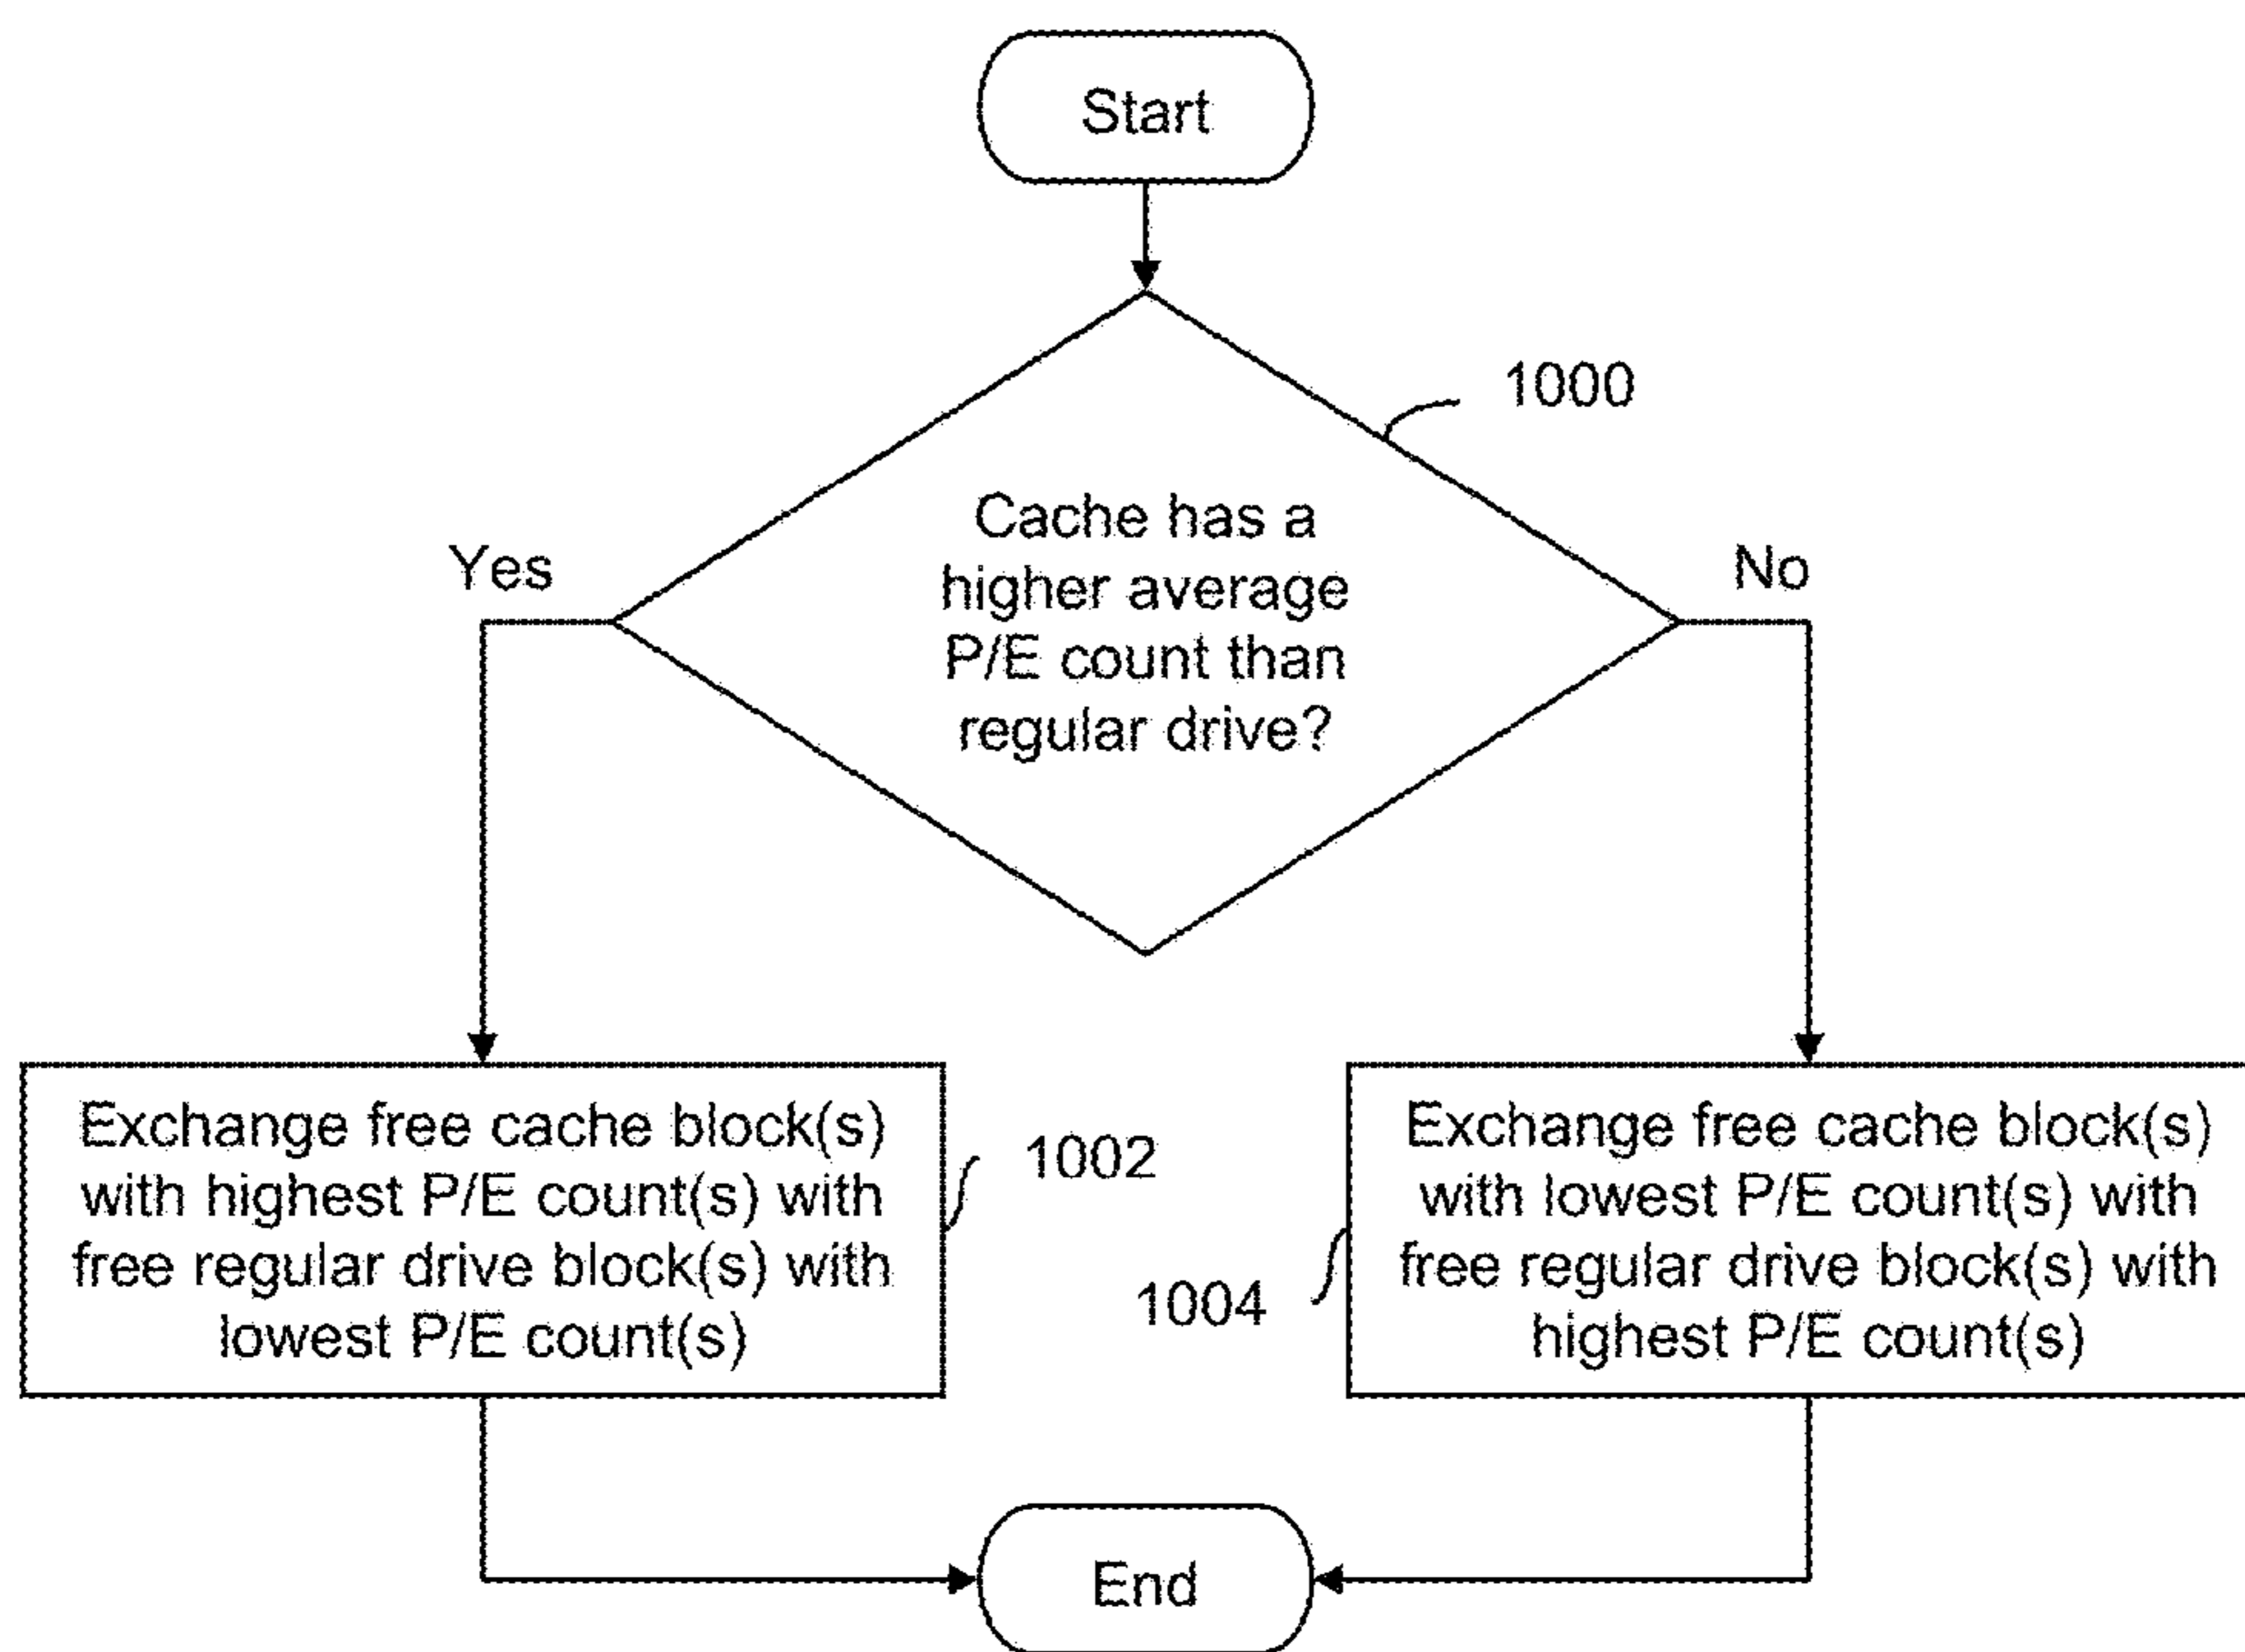 Start
1000
Cache has a
higher average
P/E count than
regular drive?
Yes
No
Exchange free cache block(s)
with highest P/E count(s) with
free regular drive block(s) with
lowest P/E count(s)
1002
Exchange free cache block(s)
with lowest P/E count(s) with
free regular drive block(s) with
highest P/E count(s)
1004
End